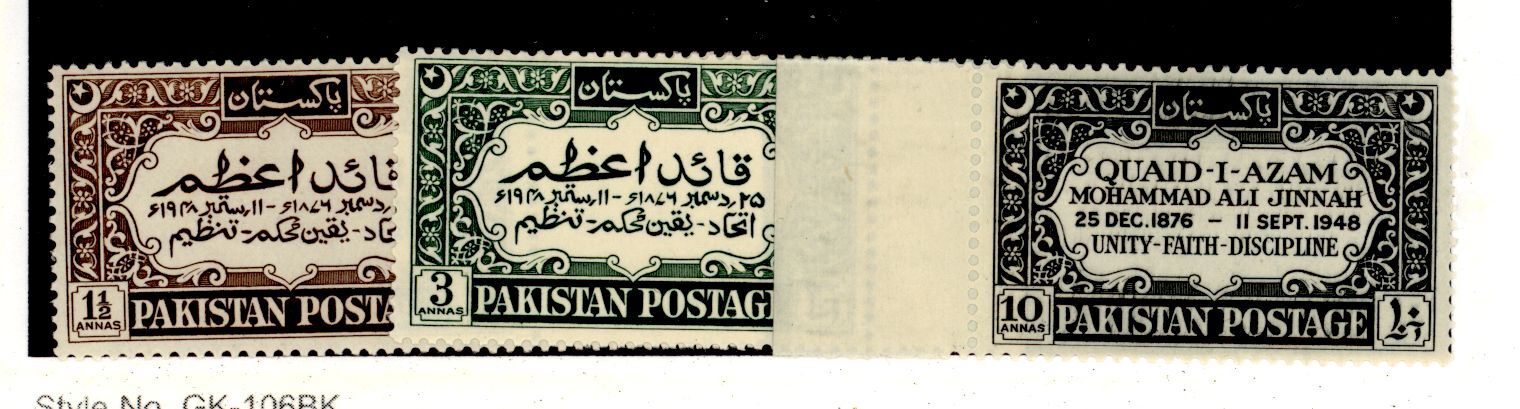 پاکستان
قائد اعظم
دسمبر ۱۸۷۶ء - ۱۱ ستمبر ۱۹۴۸ء
یقین محکم - تنظیم
1½
ANNAS
PAKISTAN POSTA
پاکستان
قائد اعظم
۲۵ دسمبر ۱۸۷۶ء - ۱۱ ستمبر ۱۹۴۸ء
اتحاد - یقین محکم - تنظیم
3
ANNAS
PAKISTAN POSTAG
پاکستان
QUAID-I-AZAM
MOHAMMAD ALI JINNAH
25 DEC.1876 - 11 SEPT.1948
UNITY-FAITH-DISCIPLINE
10
ANNAS
PAKISTAN POSTAGE
Style No. GK-106BK